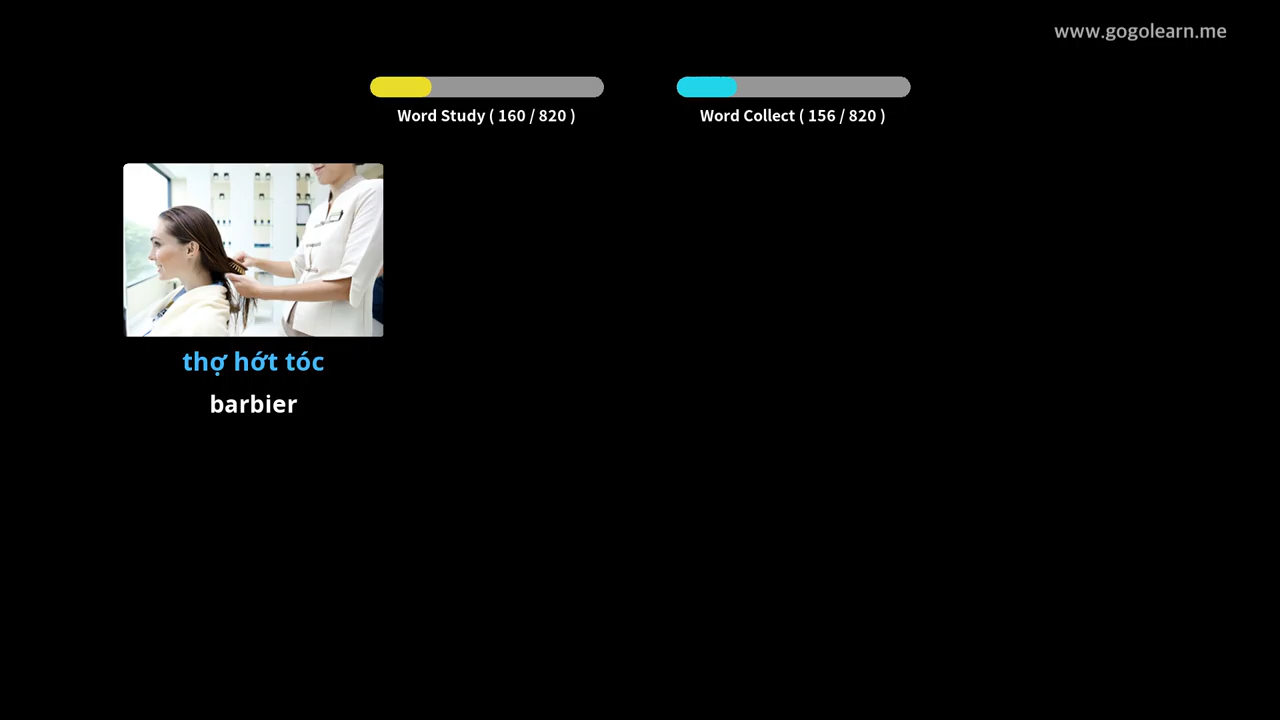 www.gogolearn.me
Word Study ( 160 / 820 )
Word Collect ( 156 / 820 )
thợ hớt tóc
barbier